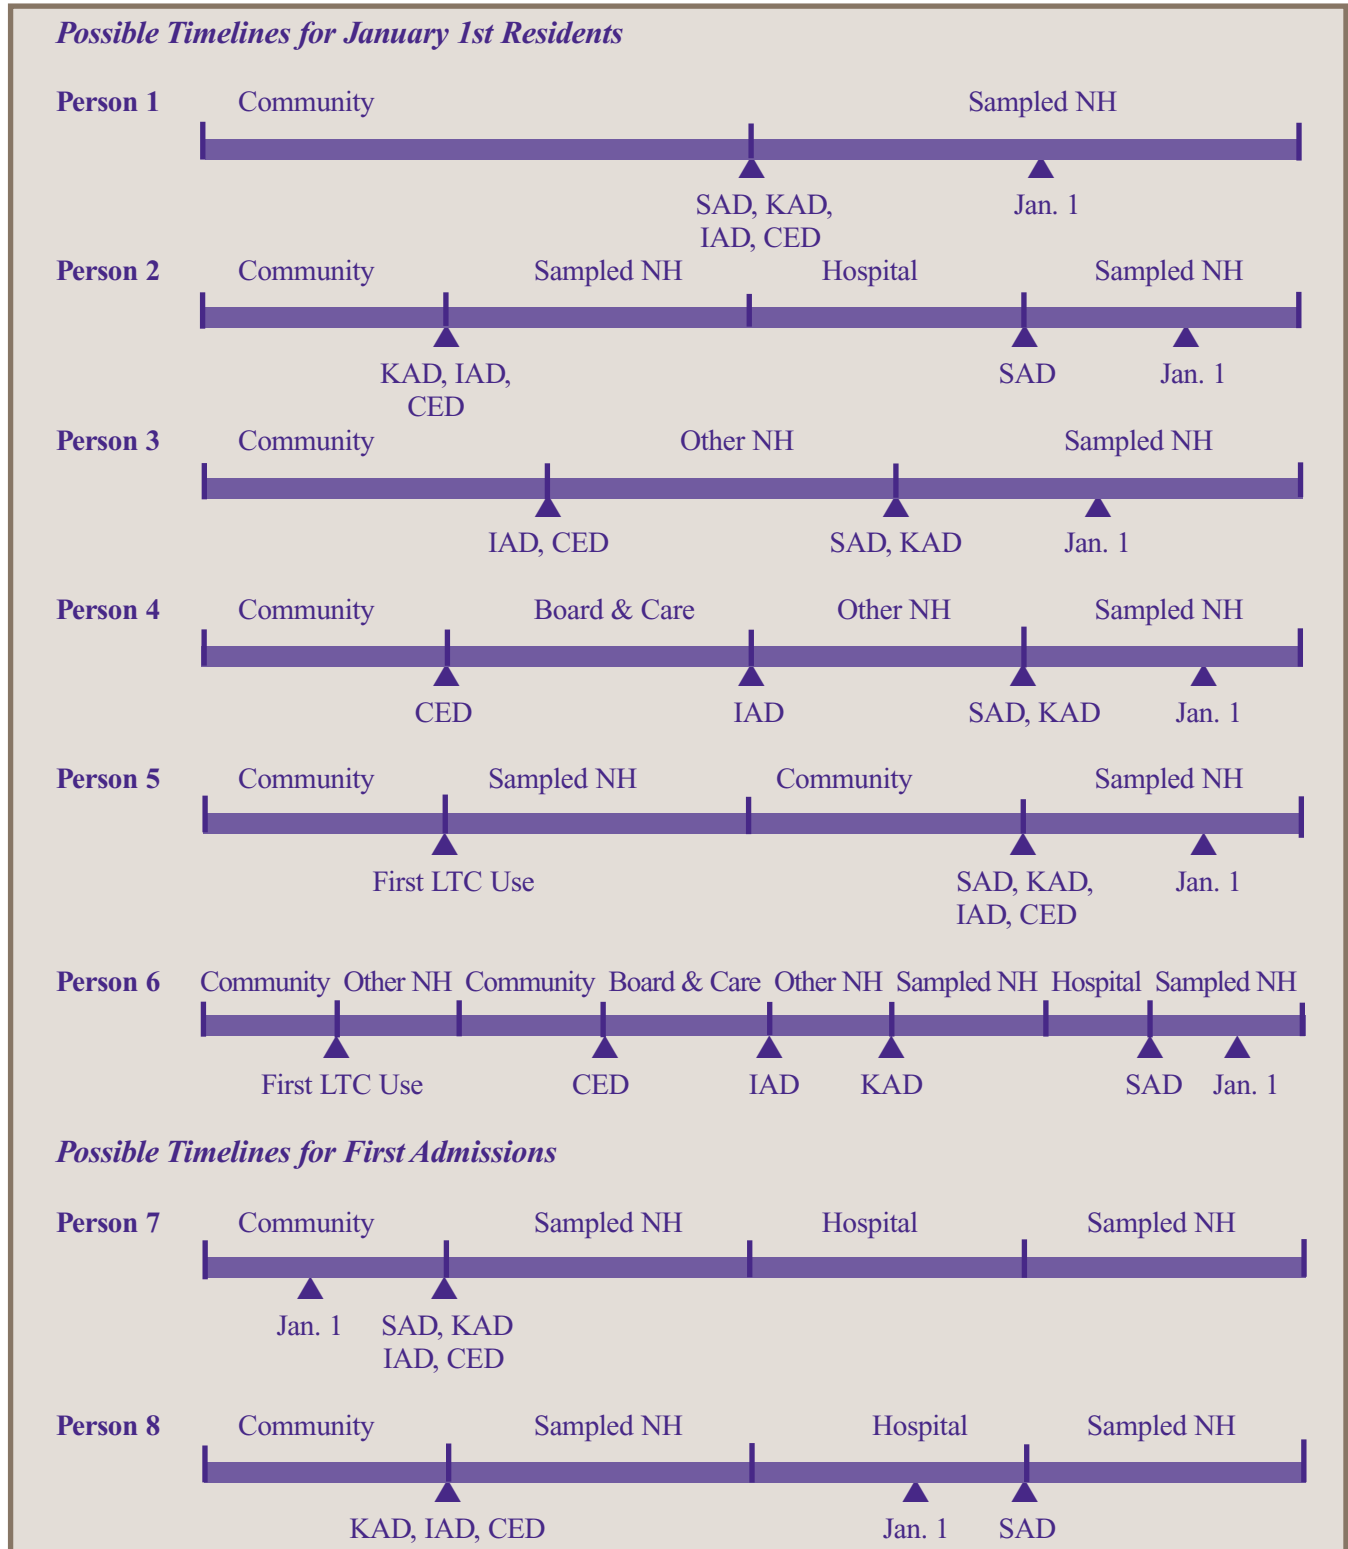 Possible Timelines for January 1st Residents
Person 1 Community Sampled NH
SAD, KAD, Jan. 1
IAD, CED
Person 2 Community Sampled NH Hospital Sampled NH
KAD, IAD, SAD Jan. 1
CED
Person 3 Community Other NH Sampled NH
IAD, CED SAD, KAD Jan. 1
Person 4 Community Board & Care Other NH Sampled NH
CED IAD SAD, KAD Jan. 1
Person 5 Community Sampled NH Community Sampled NH
First LTC Use SAD, KAD, Jan. 1
IAD, CED
Person 6 Community Other NH Community Board & Care Other NH Sampled NH Hospital Sampled NH
First LTC Use CED IAD KAD SAD Jan. 1
Possible Timelines for First Admissions
Person 7 Community Sampled NH Hospital Sampled NH
Jan. 1 SAD, KAD
IAD, CED
Person 8 Community Sampled NH Hospital Sampled NH
KAD, IAD, CED Jan. 1 SAD